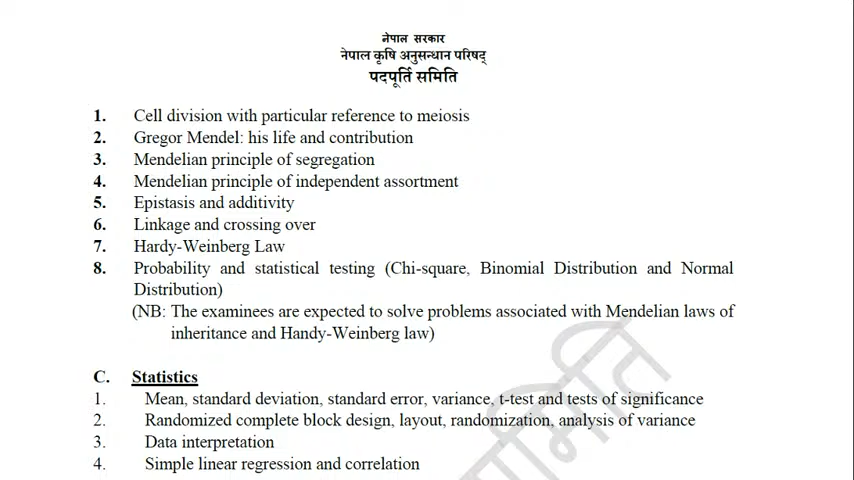 नेपाल सरकार
नेपाल कृषि अनुसन्धान परिषद्
पदपूर्ति समिति
1. Cell division with particular reference to meiosis
2. Gregor Mendel: his life and contribution
3. Mendelian principle of segregation
4. Mendelian principle of independent assortment
5. Epistasis and additivity
6. Linkage and crossing over
7. Hardy-Weinberg Law
8. Probability and statistical testing (Chi-square, Binomial Distribution and Normal
Distribution)
(NB: The examinees are expected to solve problems associated with Mendelian laws of
inheritance and Handy-Weinberg law)
C. Statistics
1. Mean, standard deviation, standard error, variance, t-test and tests of significance
2. Randomized complete block design, layout, randomization, analysis of variance
3. Data interpretation
4. Simple linear regression and correlation